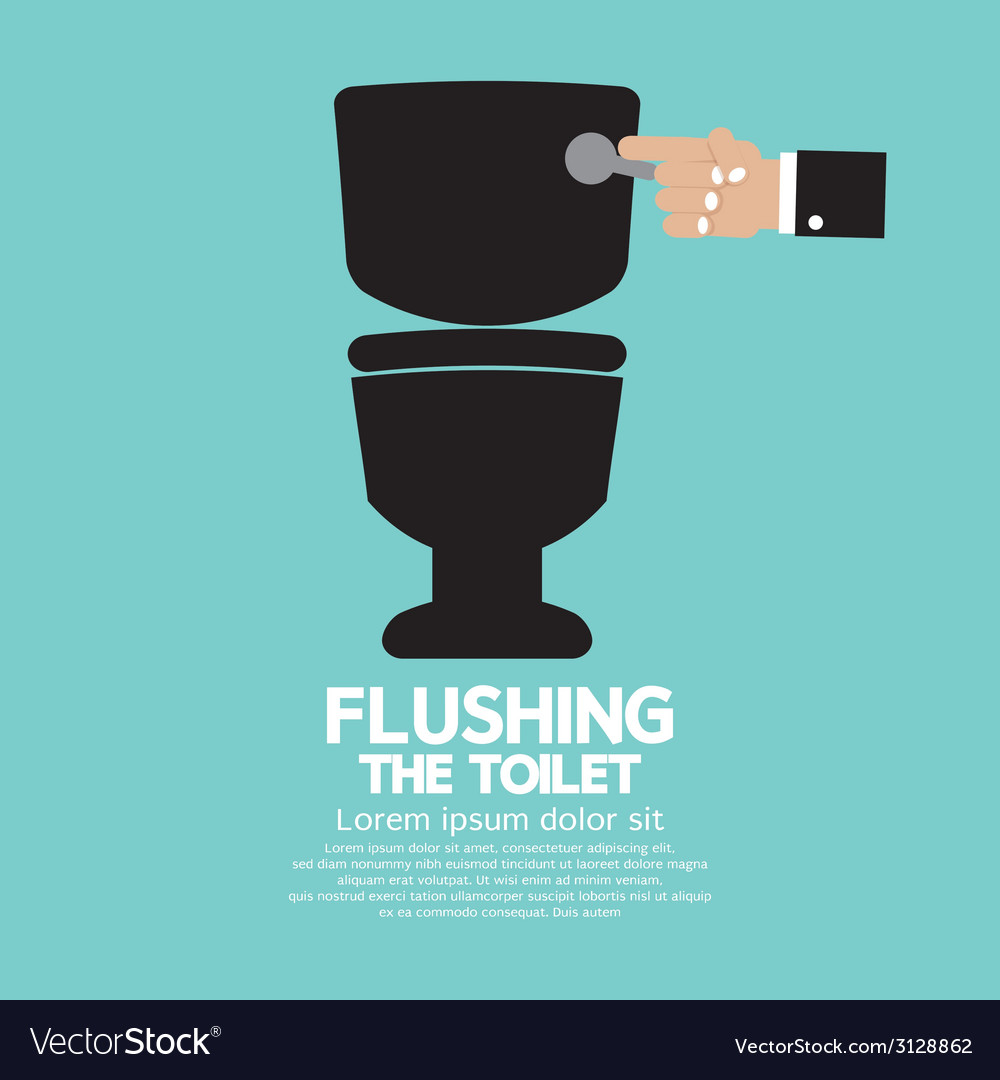 FLUSHING
THE TOILET
Lorem ipsum dolor sit
Lorem ipsum dolor sit amet, consectetuer adipiscing elit,
sed diam nonummy nibh euismod tincidunt ut laoreet dolore magna
aliquam erat volutpat. Ut wisi enim ad minim veniam,
quis nostrud exerci tation ullamcorper suscipit lobortis nisl ut aliquip
ex ea commodo consequat. Duis autem
VectorStock®
VectorStock.com/3128862